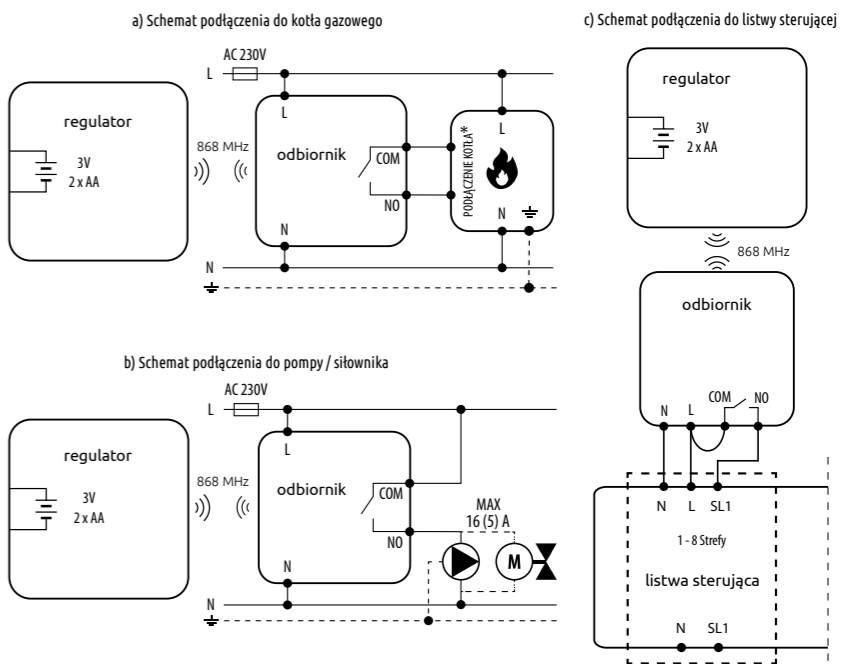 a) Schemat podłączenia do kotła gazowego
AC 230V
L
regulator
3V
2 x AA
868 MHz
L
odbiornik
COM
NO
N
PODŁĄCZENIE KOTŁA*
L
N
N
b) Schemat podłączenia do pompy / siłownika
AC 230V
L
regulator
3V
2 x AA
868 MHz
L
odbiornik
COM
NO
N
MAX
16 (5) A
M
N
c) Schemat podłączenia do listwy sterującej
regulator
3V
2 x AA
868 MHz
odbiornik
N L COM NO
N L SL1
1 - 8 Strefy
listwa sterująca
N SL1